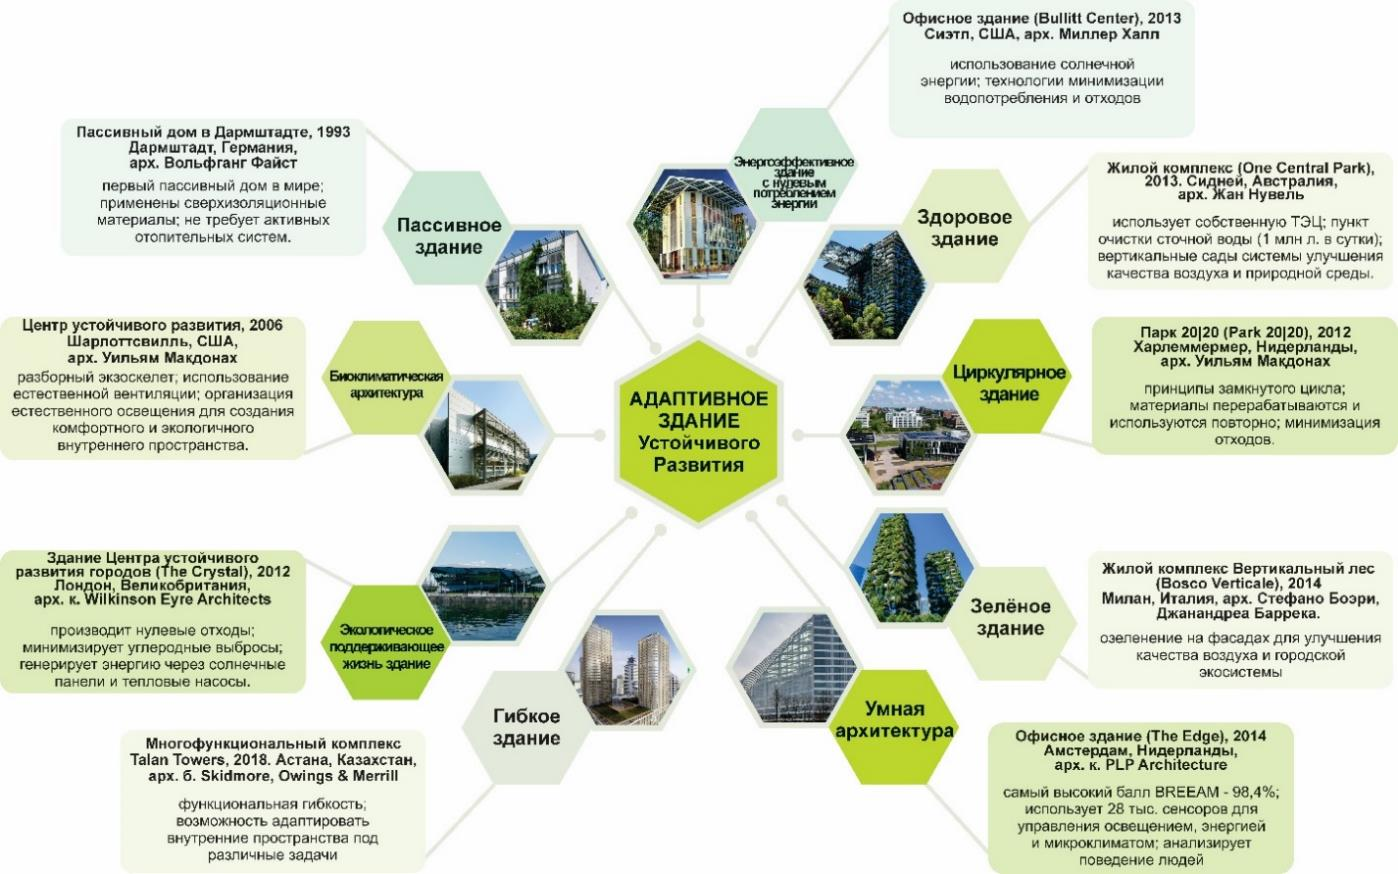 Офисное здание (Bullitt Center), 2013
Сиэтл, США, арх. Миллер Халл
использование солнечной
энергии; технологии минимизации
водопотребления и отходов
Энергоэффективное
здание
с нулевым
потреблением
энергии
Пассивный дом в Дармштадте, 1993
Дармштадт, Германия,
арх. Вольфганг Файст
первый пассивный дом в мире;
применены сверхизоляционные
материалы; не требует активных
отопительных систем.
Пассивное
здание
Жилой комплекс (One Central Park),
2013. Сидней, Австралия,
арх. Жан Нувель
использует собственную ТЭЦ; пункт
очистки сточной воды (1 млн л. в сутки);
вертикальные сады системы улучшения
качества воздуха и природной среды.
Здоровое
здание
Центр устойчивого развития, 2006
Шарлоттсвилль, США,
арх. Уильям Макдонах
разборный экзоскелет; использование
естественной вентиляции; организация
естественного освещения для создания
комфортного и экологичного
внутреннего пространства.
Биоклиматическая
архитектура
АДАПТИВНОЕ
ЗДАНИЕ
Устойчивого
Развития
Циркулярное
здание
Парк 20|20 (Park 20|20), 2012
Харлеммермер, Нидерланды,
арх. Уильям Макдонах
принципы замкнутого цикла;
материалы перерабатываются и
используются повторно; минимизация
отходов.
Здание Центра устойчивого
развития городов (The Crystal), 2012
Лондон, Великобритания,
арх. к. Wilkinson Eyre Architects
производит нулевые отходы;
минимизирует углеродные выбросы;
генерирует энергию через солнечные
панели и тепловые насосы.
Экологическое
поддерживающее
жизнь здание
Зелёное
здание
Жилой комплекс Вертикальный лес
(Bosco Verticale), 2014
Милан, Италия, арх. Стефано Боэри,
Джанандреа Баррека.
озеленение на фасадах для улучшения
качества воздуха и городской
экосистемы
Гибкое
здание
Многофункциональный комплекс
Talan Towers, 2018. Астана, Казахстан,
арх. б. Skidmore, Owings & Merrill
функциональная гибкость;
возможность адаптировать
внутренние пространства под
различные задачи
Умная
архитектура
Офисное здание (The Edge), 2014
Амстердам, Нидерланды,
арх. к. PLP Architecture
самый высокий балл BREEAM - 98,4%;
использует 28 тыс. сенсоров для
управления освещением, энергией
и микроклиматом; анализирует
поведение людей